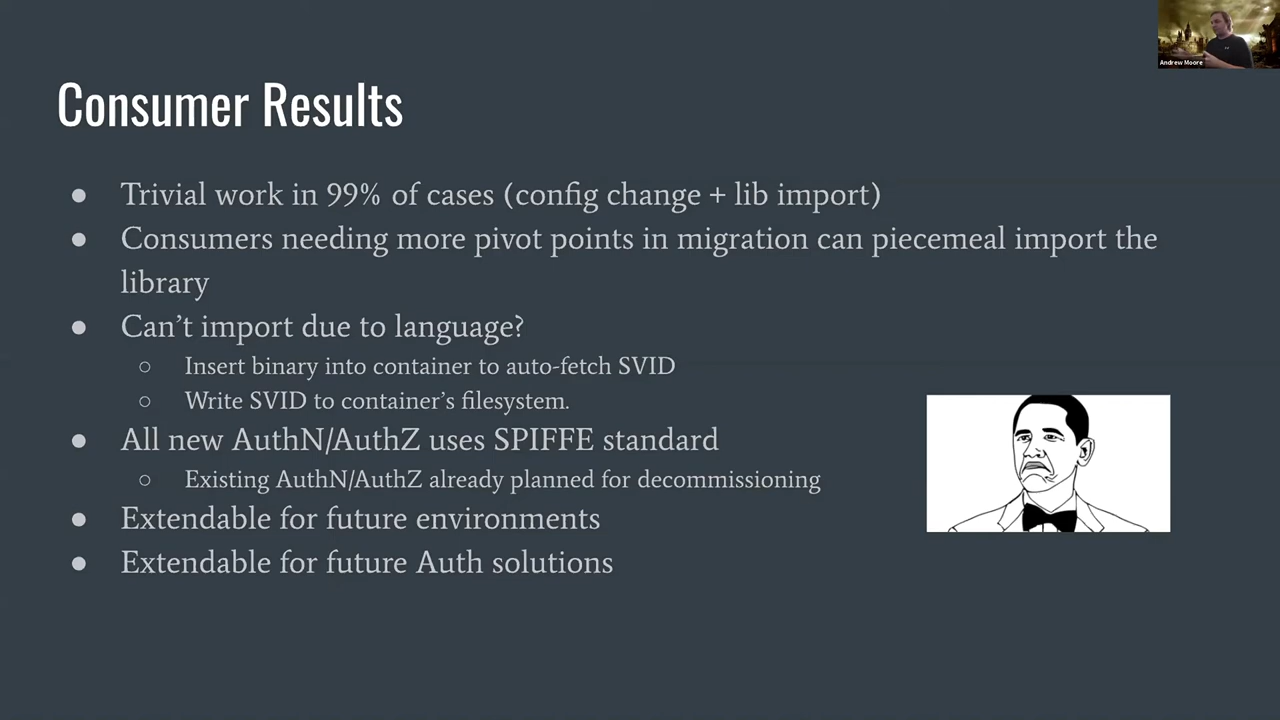 Andrew Moore
Consumer Results
● Trivial work in 99% of cases (config change + lib import)
● Consumers needing more pivot points in migration can piecemeal import the
library
● Can’t import due to language?
○ Insert binary into container to auto-fetch SVID
○ Write SVID to container’s filesystem.
● All new AuthN/AuthZ uses SPIFFE standard
○ Existing AuthN/AuthZ already planned for decommissioning
● Extendable for future environments
● Extendable for future Auth solutions